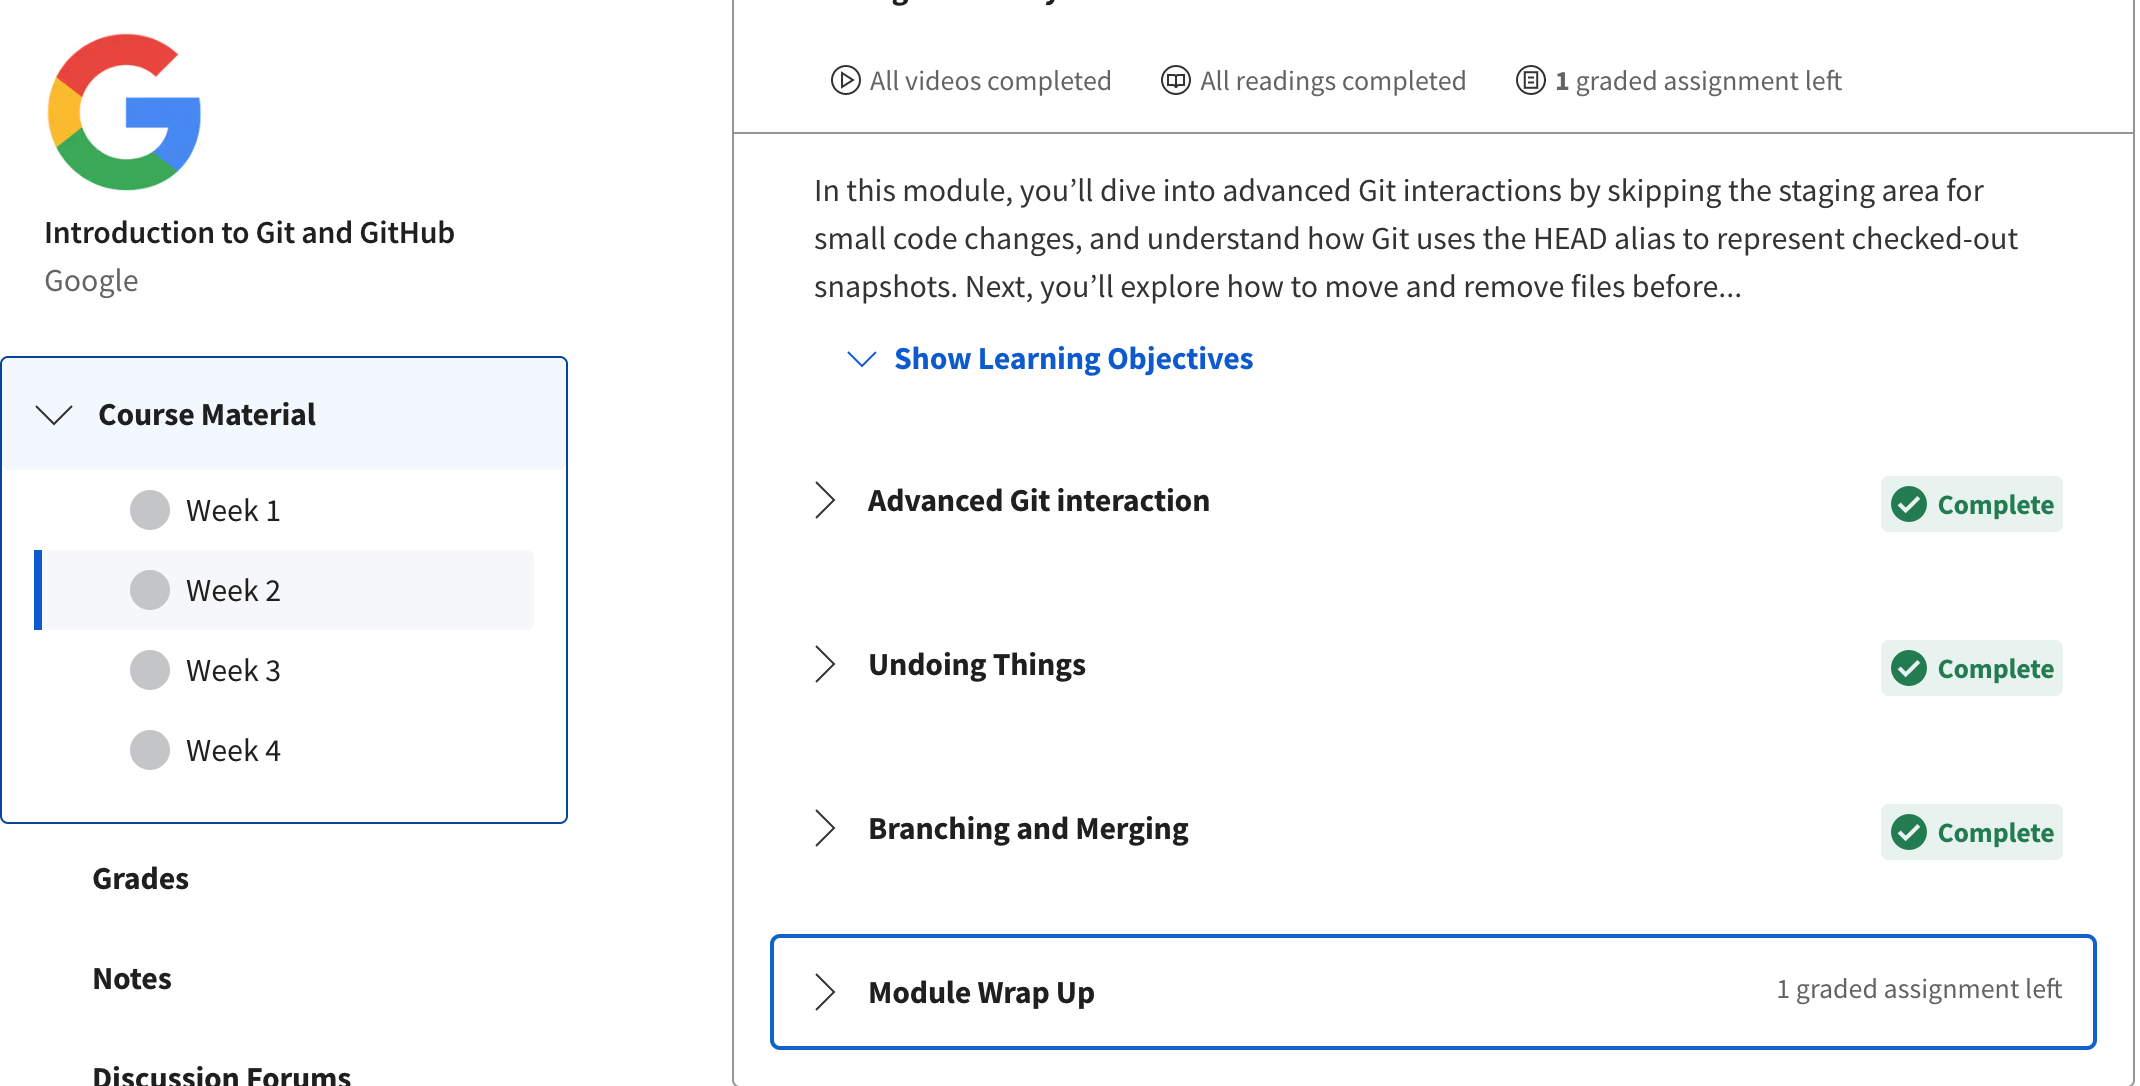 Introduction to Git and GitHub
Google
Course Material
Week 1
Week 2
Week 3
Week 4
Grades
Notes
Discussion Forums
All videos completed
All readings completed
1 graded assignment left
In this module, you’ll dive into advanced Git interactions by skipping the staging area for
small code changes, and understand how Git uses the HEAD alias to represent checked-out
snapshots. Next, you’ll explore how to move and remove files before...
Show Learning Objectives
Advanced Git interaction
Complete
Undoing Things
Complete
Branching and Merging
Complete
Module Wrap Up
1 graded assignment left